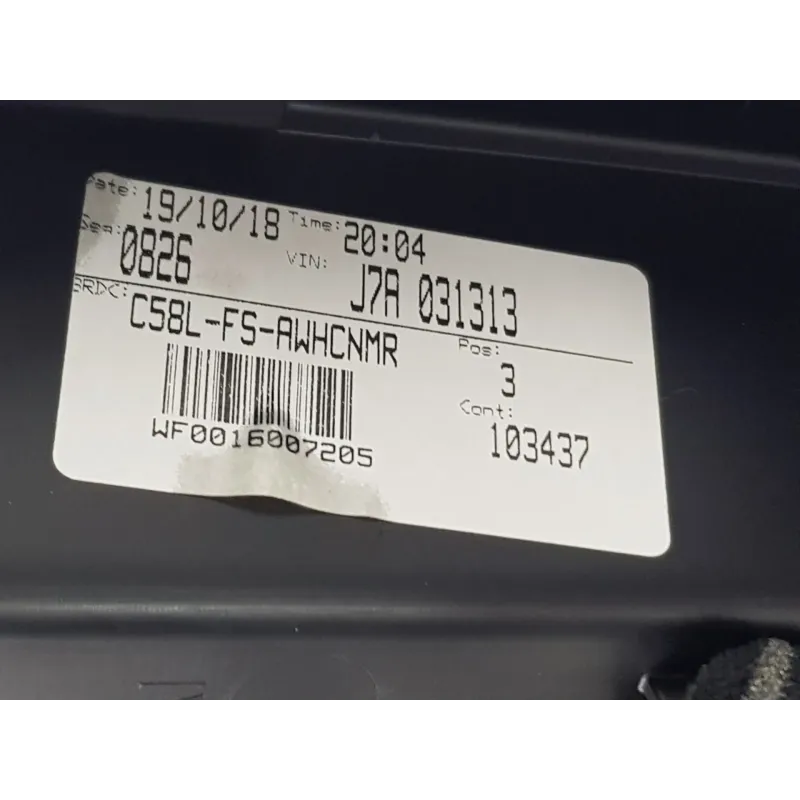 Date: 19/10/18 Time: 20:04
Seq: 0826 VIN: J7A 031313
BRDC: C58L-FS-AWHCNMR Pos: 3
WF0016007205 Cont: 103437